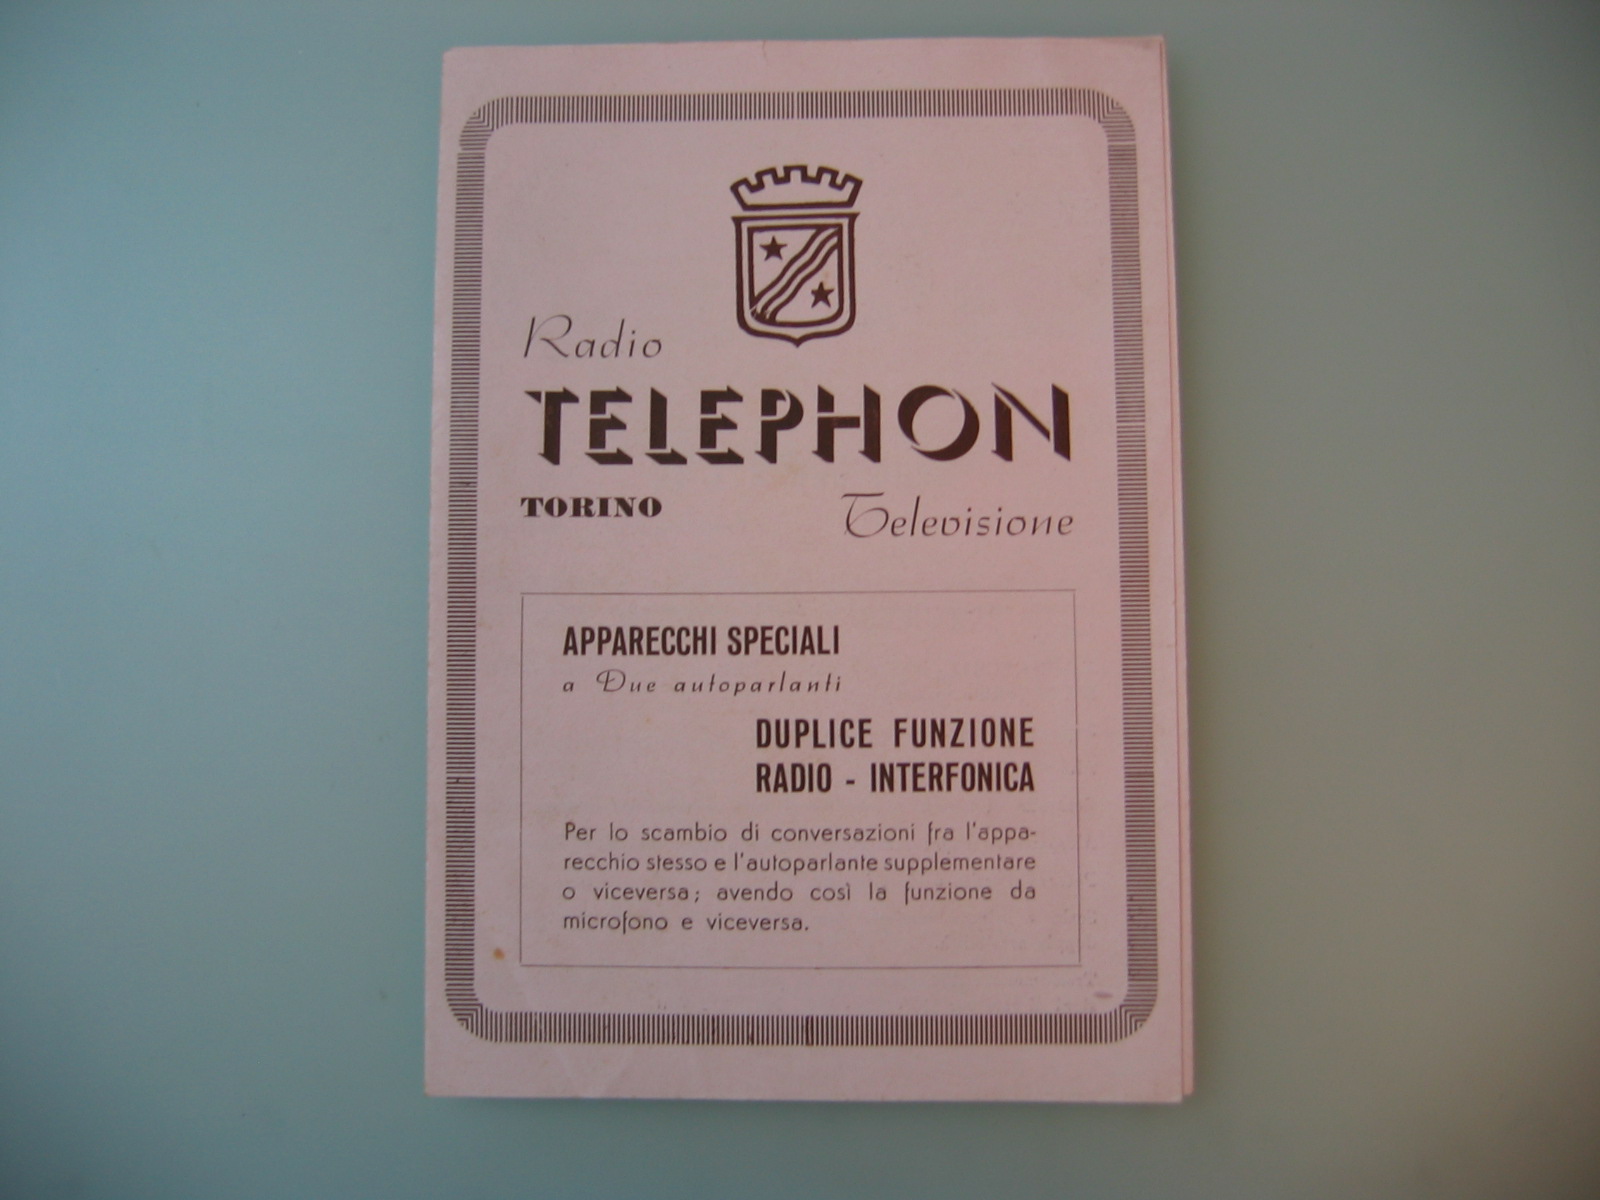 Radio
TELEPHON
TORINO Televisione
APPARECCHI SPECIALI
a Due autoparlanti
DUPLICE FUNZIONE
RADIO - INTERFONICA
Per lo scambio di conversazioni fra l'appa-
recchio stesso e l'autoparlante supplementare
o viceversa; avendo così la funzione da
microfono e viceversa.